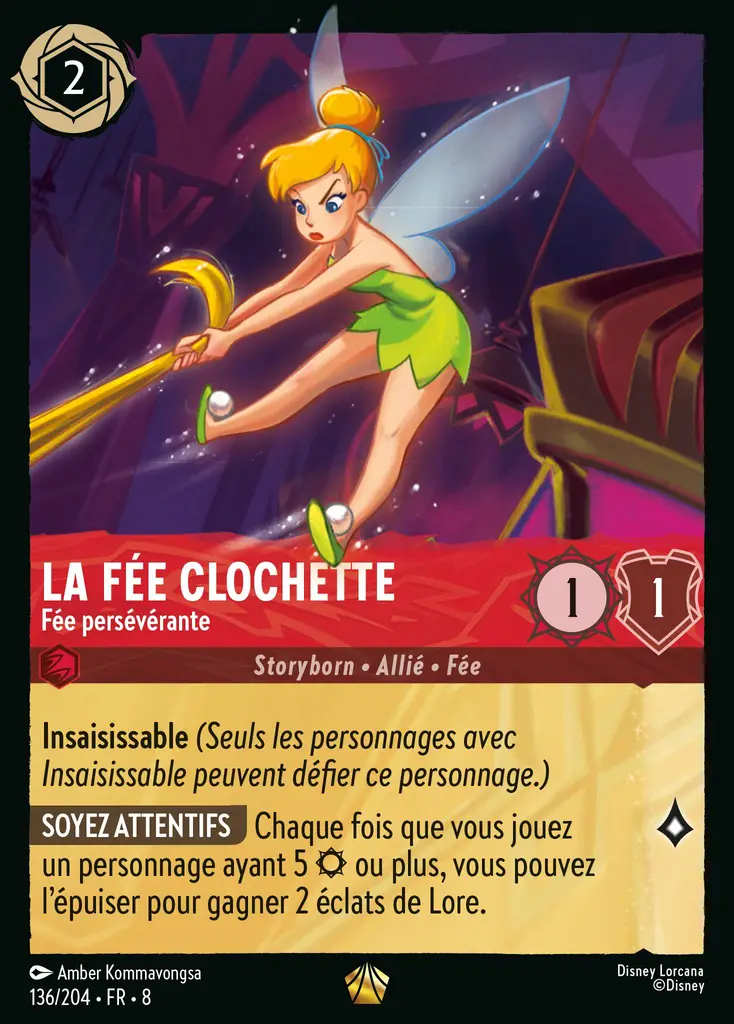 2
LA FÉE CLOCHETTE
Fée persévérante
1
1
Storyborn • Allié • Fée
Insaisissable (Seuls les personnages avec
Insaisissable peuvent défier ce personnage.)
SOYEZ ATTENTIFS Chaque fois que vous jouez
un personnage ayant 5 ou plus, vous pouvez
l'épuiser pour gagner 2 éclats de Lore.
Amber Kommavongsa
136/204 • FR • 8
Disney Lorcana
©Disney